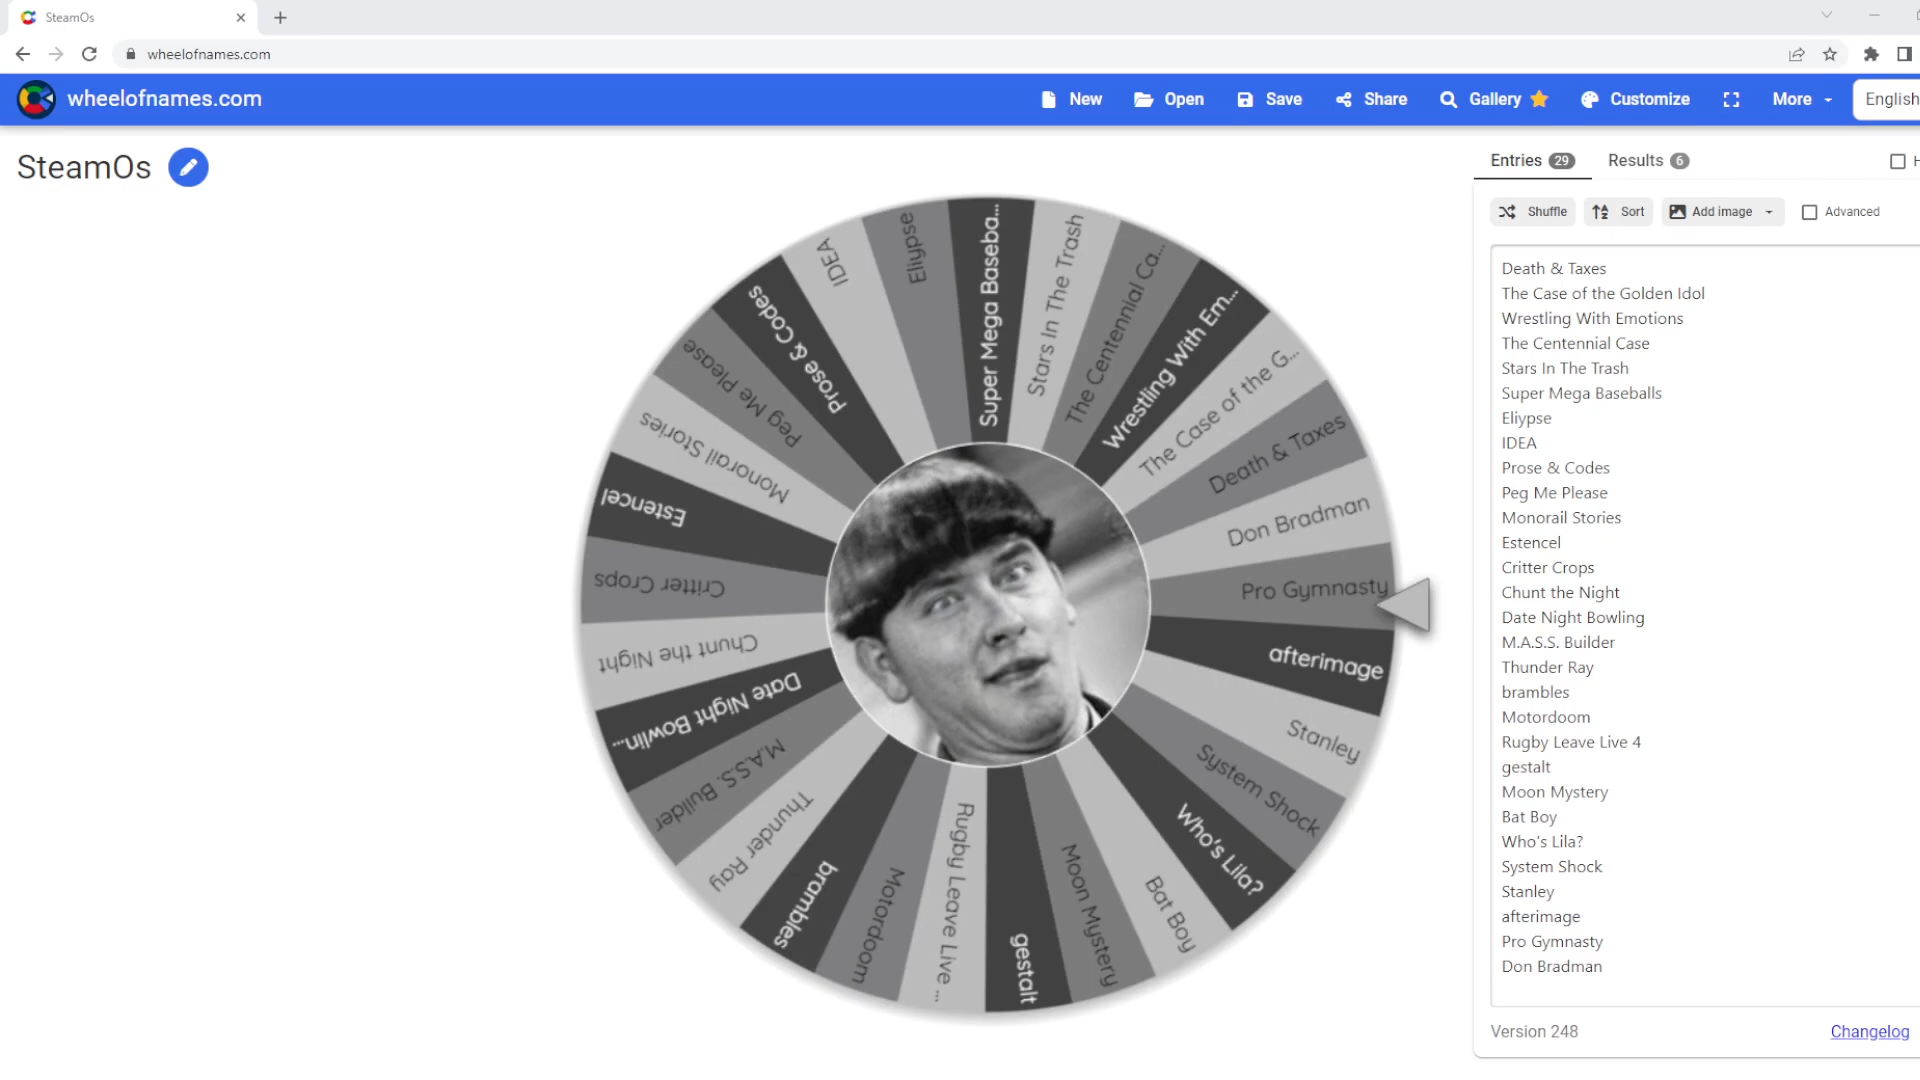 SteamOs
wheelofnames.com
wheelofnames.com
New
Open
Save
Share
Gallery
Customize
More
English
SteamOs
Entries 29
Results 6
H
Shuffle
Sort
Add image
Advanced
Death & Taxes
The Case of the Golden Idol
Wrestling With Emotions
The Centennial Case
Stars In The Trash
Super Mega Baseballs
Eliypse
IDEA
Prose & Codes
Peg Me Please
Monorail Stories
Estencel
Critter Crops
Chunt the Night
Date Night Bowling
M.A.S.S. Builder
Thunder Ray
brambles
Motordoom
Rugby Leave Live 4
gestalt
Moon Mystery
Bat Boy
Who's Lila?
System Shock
Stanley
afterimage
Pro Gymnasty
Don Bradman
Version 248
Changelog
Super Mega Baseba...
Stars In The Trash
The Centennial Ca...
Wrestling With Em...
The Case of the G...
Death & Taxes
Don Bradman
Pro Gymnasty
afterimage
Stanley
System Shock
Who's Lila?
Bat Boy
Moon Mystery
gestalt
Rugby Leave Live ...
Motordoom
brambles
Thunder Ray
M.A.S.S. Builder
Date Night Bowlin...
Chunt the Night
Critter Crops
Estencel
Monorail Stories
Peg Me Please
Prose & Codes
IDEA
Eliypse